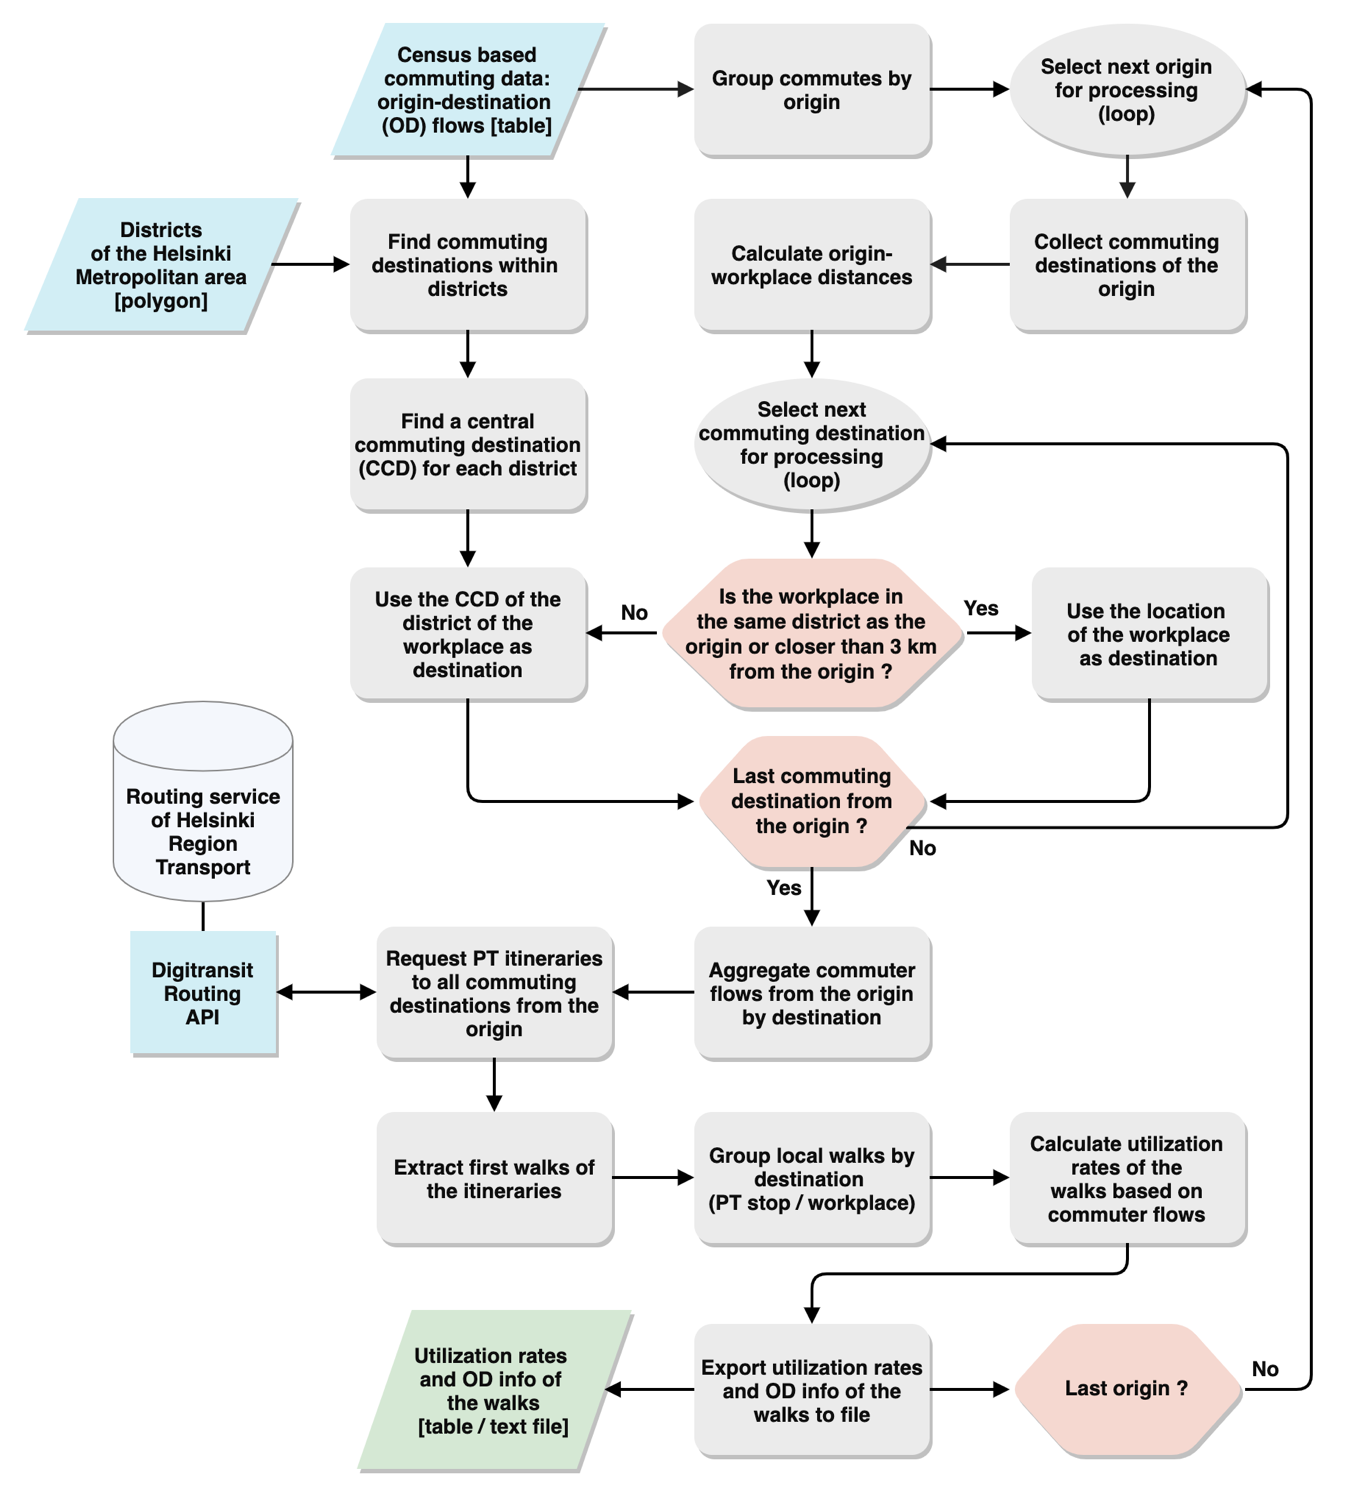 Census based
commuting data:
origin-destination
(OD) flows [table]
Group commutes by
origin
Select next origin
for processing
(loop)
Districts
of the Helsinki
Metropolitan area
[polygon]
Find commuting
destinations within
districts
Calculate origin-
workplace distances
Collect commuting
destinations of the
origin
Find a central
commuting destination
(CCD) for each district
Select next
commuting destination
for processing
(loop)
Use the CCD of the
district of the
workplace as
destination
No
Is the workplace in
the same district as the
origin or closer than 3 km
from the origin ?
Yes
Use the location
of the workplace
as destination
Routing service
of Helsinki
Region
Transport
Last commuting
destination from
the origin ?
No
Yes
Digitransit
Routing
API
Request PT itineraries
to all commuting
destinations from the
origin
Aggregate commuter
flows from the origin
by destination
Extract first walks of
the itineraries
Group local walks by
destination
(PT stop / workplace)
Calculate utilization
rates of the
walks based on
commuter flows
Utilization rates
and OD info of
the walks
[table / text file]
Export utilization rates
and OD info of the
walks to file
Last origin ?
No